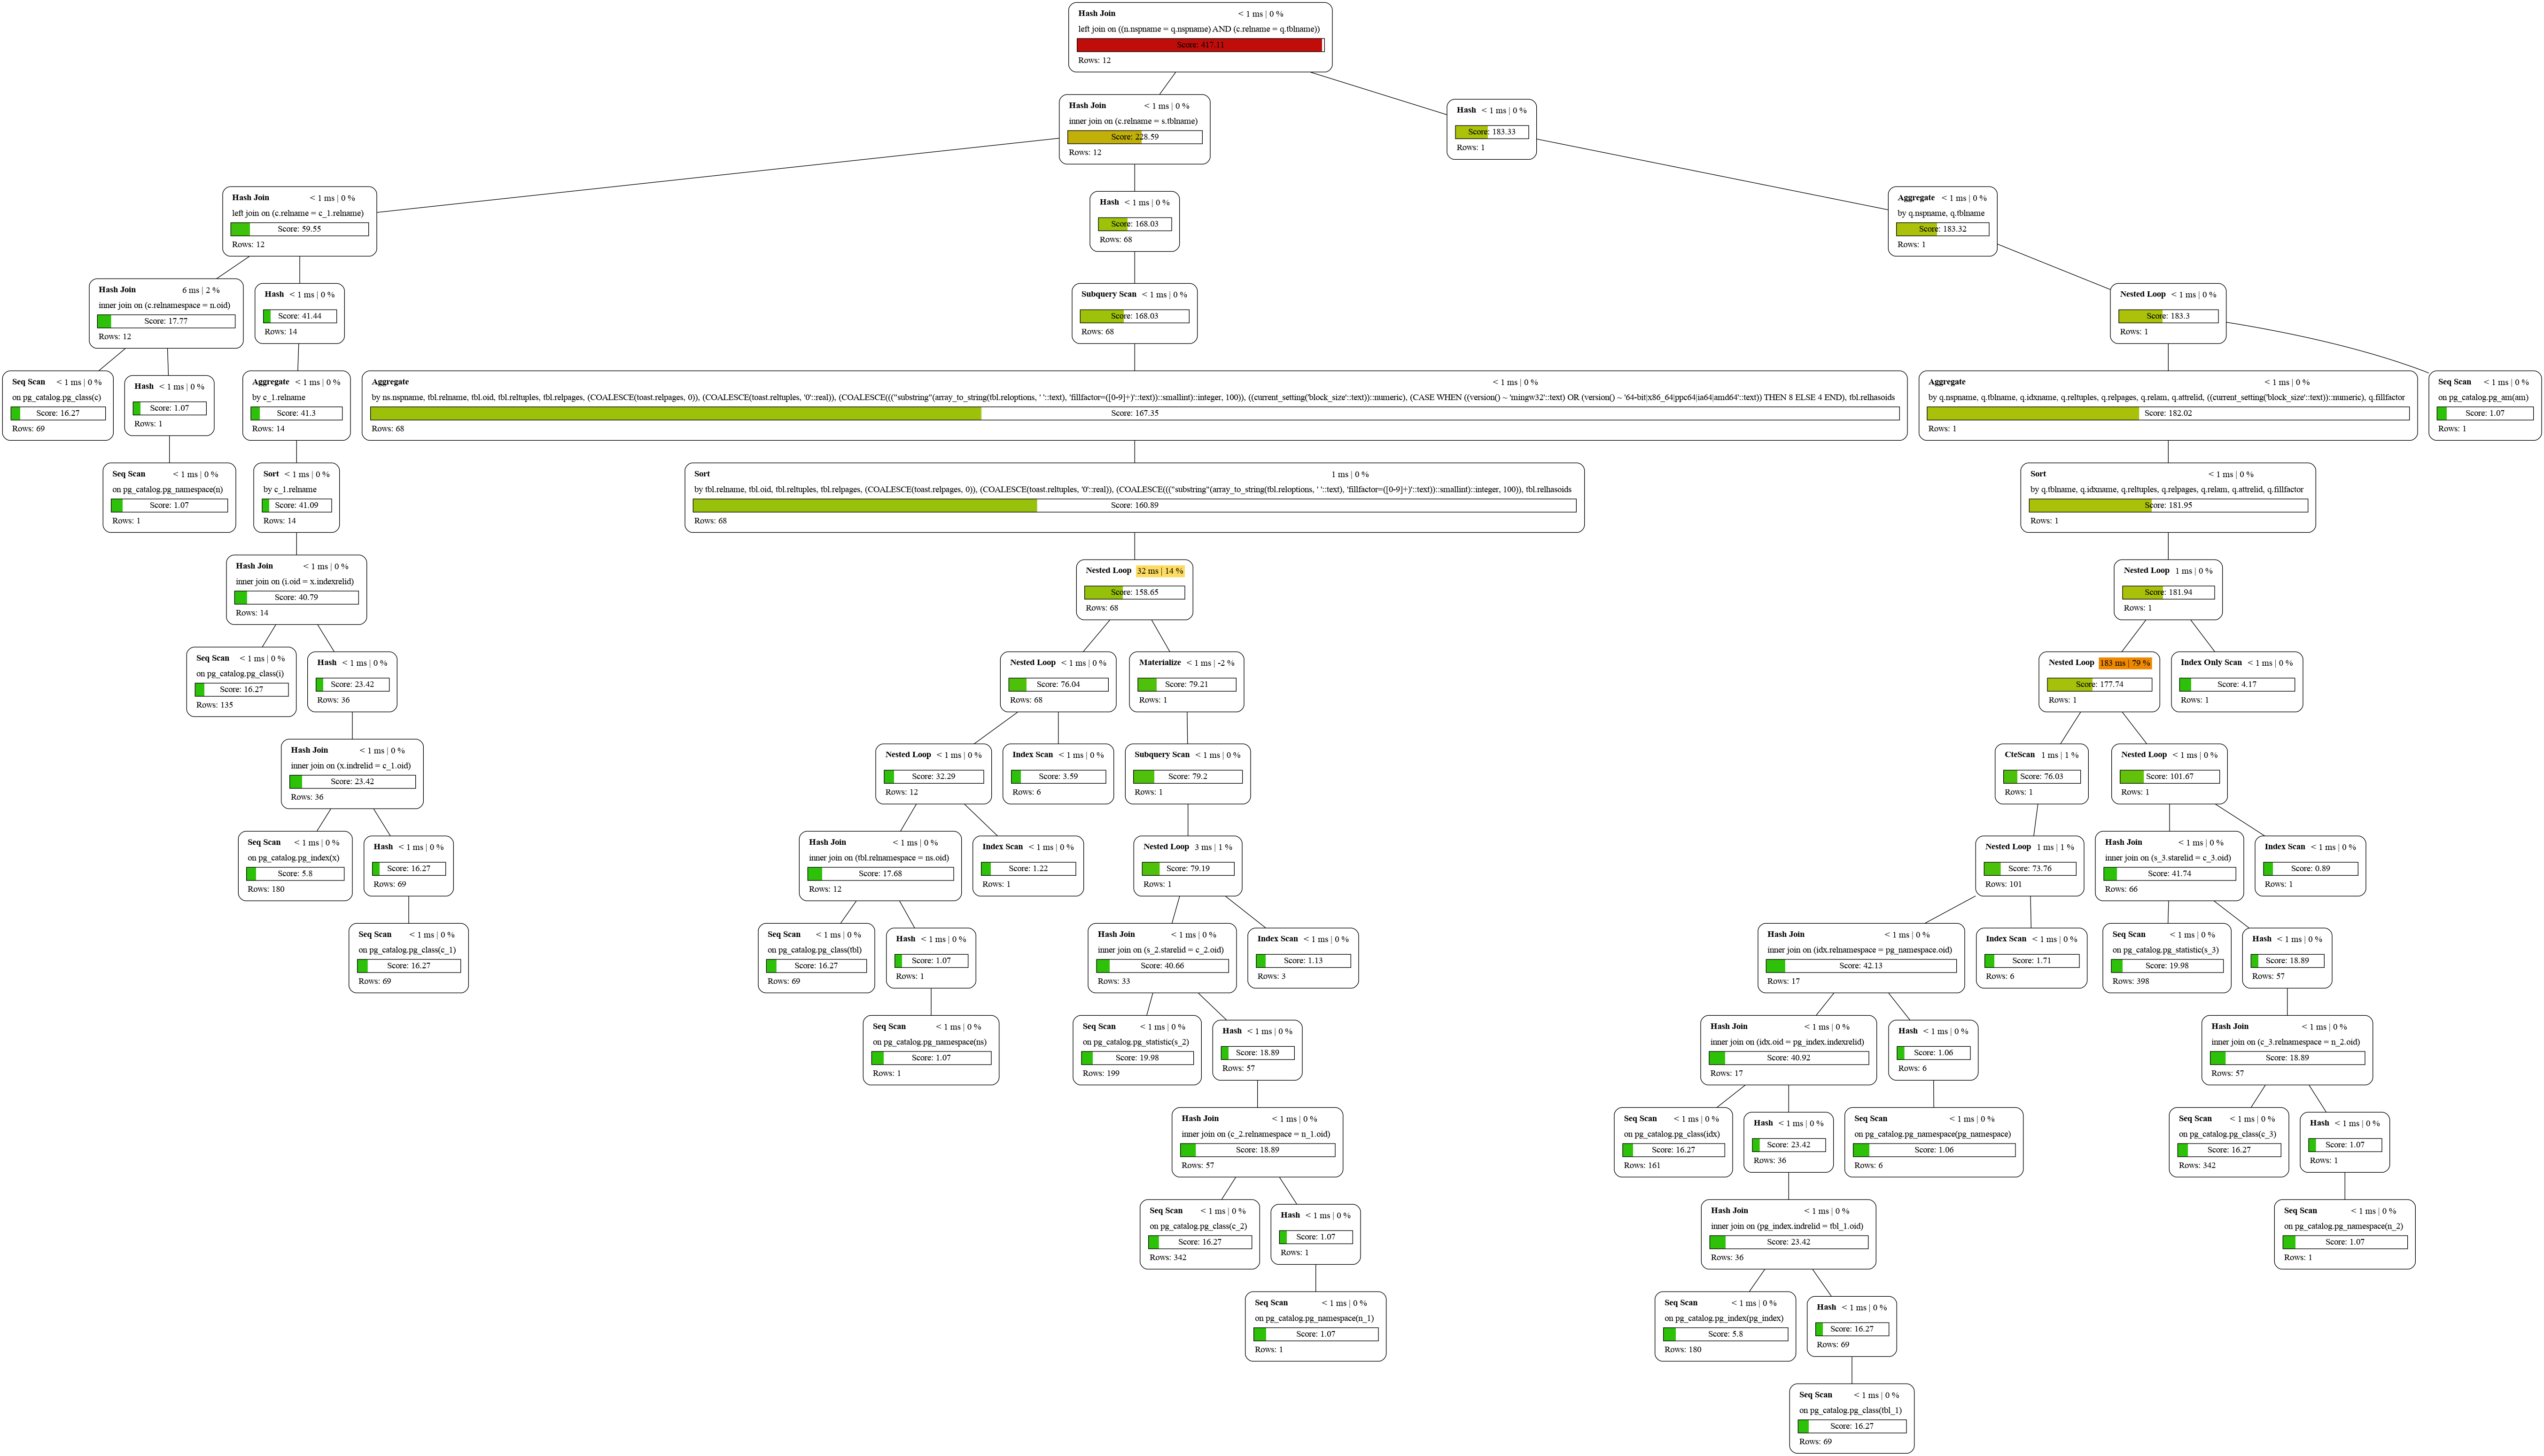 Hash Join < 1 ms | 0 %
left join on ((n.nspname = q.nspname) AND (c.relname = q.tblname))
Score: 417.11
Rows: 12
Hash Join < 1 ms | 0 %
inner join on (c.relname = s.tblname)
Score: 228.59
Rows: 12
Hash < 1 ms | 0 %
Score: 183.33
Rows: 1
Hash Join < 1 ms | 0 %
left join on (c.relname = c_1.relname)
Score: 59.55
Rows: 12
Hash < 1 ms | 0 %
Score: 168.03
Rows: 68
Aggregate < 1 ms | 0 %
by q.nspname, q.tblname
Score: 183.32
Rows: 1
Hash Join 6 ms | 2 %
inner join on (c.relnamespace = n.oid)
Score: 17.77
Rows: 12
Hash < 1 ms | 0 %
Score: 41.44
Rows: 14
Subquery Scan < 1 ms | 0 %
Score: 168.03
Rows: 68
Nested Loop < 1 ms | 0 %
Score: 183.3
Rows: 1
Seq Scan < 1 ms | 0 %
on pg_catalog.pg_class(c)
Score: 16.27
Rows: 69
Hash < 1 ms | 0 %
Score: 1.07
Rows: 1
Aggregate < 1 ms | 0 %
by c_1.relname
Score: 41.3
Rows: 14
Aggregate < 1 ms | 0 %
by ns.nspname, tbl.relname, tbl.oid, tbl.reltuples, tbl.relpages, (COALESCE(toast.relpages, 0)), (COALESCE(toast.reltuples, '0'::real)), (COALESCE((("substring"(array_to_string(tbl.reloptions, ' '::text), 'fillfactor=([0-9]+)'::text))::smallint)::integer, 100)), ((current_setting('block_size'::text))::numeric), (CASE WHEN ((version() ~ 'mingw32'::text) OR (version() ~ '64-bit|x86_64|ppc64|ia64|amd64'::text)) THEN 8 ELSE 4 END), tbl.relhasoids
Score: 167.35
Rows: 68
Aggregate < 1 ms | 0 %
by q.nspname, q.tblname, q.idxname, q.reltuples, q.relpages, q.relam, q.attrelid, ((current_setting('block_size'::text))::numeric), q.fillfactor
Score: 182.02
Rows: 1
Seq Scan < 1 ms | 0 %
on pg_catalog.pg_am(am)
Score: 1.07
Rows: 1
Seq Scan < 1 ms | 0 %
on pg_catalog.pg_namespace(n)
Score: 1.07
Rows: 1
Sort < 1 ms | 0 %
by c_1.relname
Score: 41.09
Rows: 14
Sort 1 ms | 0 %
by tbl.relname, tbl.oid, tbl.reltuples, tbl.relpages, (COALESCE(toast.relpages, 0)), (COALESCE(toast.reltuples, '0'::real)), (COALESCE((("substring"(array_to_string(tbl.reloptions, ' '::text), 'fillfactor=([0-9]+)'::text))::smallint)::integer, 100)), tbl.relhasoids
Score: 160.89
Rows: 68
Sort < 1 ms | 0 %
by q.tblname, q.idxname, q.reltuples, q.relpages, q.relam, q.attrelid, q.fillfactor
Score: 181.95
Rows: 1
Hash Join < 1 ms | 0 %
inner join on (i.oid = x.indexrelid)
Score: 40.79
Rows: 14
Nested Loop 32 ms | 14 %
Score: 158.65
Rows: 68
Nested Loop 1 ms | 0 %
Score: 181.94
Rows: 1
Seq Scan < 1 ms | 0 %
on pg_catalog.pg_class(i)
Score: 16.27
Rows: 135
Hash < 1 ms | 0 %
Score: 23.42
Rows: 36
Nested Loop < 1 ms | 0 %
Score: 76.04
Rows: 68
Materialize < 1 ms | -2 %
Score: 79.21
Rows: 1
Nested Loop 183 ms | 79 %
Score: 177.74
Rows: 1
Index Only Scan < 1 ms | 0 %
Score: 4.17
Rows: 1
Hash Join < 1 ms | 0 %
inner join on (x.indrelid = c_1.oid)
Score: 23.42
Rows: 36
Nested Loop < 1 ms | 0 %
Score: 32.29
Rows: 12
Index Scan < 1 ms | 0 %
Score: 3.59
Rows: 6
Subquery Scan < 1 ms | 0 %
Score: 79.2
Rows: 1
CteScan 1 ms | 1 %
Score: 76.03
Rows: 1
Nested Loop < 1 ms | 0 %
Score: 101.67
Rows: 1
Seq Scan < 1 ms | 0 %
on pg_catalog.pg_index(x)
Score: 5.8
Rows: 180
Hash < 1 ms | 0 %
Score: 16.27
Rows: 69
Hash Join < 1 ms | 0 %
inner join on (tbl.relnamespace = ns.oid)
Score: 17.68
Rows: 12
Index Scan < 1 ms | 0 %
Score: 1.22
Rows: 1
Nested Loop 3 ms | 1 %
Score: 79.19
Rows: 1
Nested Loop 1 ms | 1 %
Score: 73.76
Rows: 101
Hash Join < 1 ms | 0 %
inner join on (s_3.starelid = c_3.oid)
Score: 41.74
Rows: 66
Index Scan < 1 ms | 0 %
Score: 0.89
Rows: 1
Seq Scan < 1 ms | 0 %
on pg_catalog.pg_class(c_1)
Score: 16.27
Rows: 69
Seq Scan < 1 ms | 0 %
on pg_catalog.pg_class(tbl)
Score: 16.27
Rows: 69
Hash < 1 ms | 0 %
Score: 1.07
Rows: 1
Hash Join < 1 ms | 0 %
inner join on (s_2.starelid = c_2.oid)
Score: 40.66
Rows: 33
Index Scan < 1 ms | 0 %
Score: 1.13
Rows: 3
Hash Join < 1 ms | 0 %
inner join on (idx.relnamespace = pg_namespace.oid)
Score: 42.13
Rows: 17
Index Scan < 1 ms | 0 %
Score: 1.71
Rows: 6
Seq Scan < 1 ms | 0 %
on pg_catalog.pg_statistic(s_3)
Score: 19.98
Rows: 398
Hash < 1 ms | 0 %
Score: 18.89
Rows: 57
Seq Scan < 1 ms | 0 %
on pg_catalog.pg_namespace(ns)
Score: 1.07
Rows: 1
Seq Scan < 1 ms | 0 %
on pg_catalog.pg_statistic(s_2)
Score: 19.98
Rows: 199
Hash < 1 ms | 0 %
Score: 18.89
Rows: 57
Hash Join < 1 ms | 0 %
inner join on (idx.oid = pg_index.indexrelid)
Score: 40.92
Rows: 17
Hash < 1 ms | 0 %
Score: 1.06
Rows: 6
Hash Join < 1 ms | 0 %
inner join on (c_3.relnamespace = n_2.oid)
Score: 18.89
Rows: 57
Hash Join < 1 ms | 0 %
inner join on (c_2.relnamespace = n_1.oid)
Score: 18.89
Rows: 57
Seq Scan < 1 ms | 0 %
on pg_catalog.pg_class(idx)
Score: 16.27
Rows: 161
Hash < 1 ms | 0 %
Score: 23.42
Rows: 36
Seq Scan < 1 ms | 0 %
on pg_catalog.pg_namespace(pg_namespace)
Score: 1.06
Rows: 6
Seq Scan < 1 ms | 0 %
on pg_catalog.pg_class(c_3)
Score: 16.27
Rows: 342
Hash < 1 ms | 0 %
Score: 1.07
Rows: 1
Seq Scan < 1 ms | 0 %
on pg_catalog.pg_class(c_2)
Score: 16.27
Rows: 342
Hash < 1 ms | 0 %
Score: 1.07
Rows: 1
Hash Join < 1 ms | 0 %
inner join on (pg_index.indrelid = tbl_1.oid)
Score: 23.42
Rows: 36
Seq Scan < 1 ms | 0 %
on pg_catalog.pg_namespace(n_2)
Score: 1.07
Rows: 1
Seq Scan < 1 ms | 0 %
on pg_catalog.pg_namespace(n_1)
Score: 1.07
Rows: 1
Seq Scan < 1 ms | 0 %
on pg_catalog.pg_index(pg_index)
Score: 5.8
Rows: 180
Hash < 1 ms | 0 %
Score: 16.27
Rows: 69
Seq Scan < 1 ms | 0 %
on pg_catalog.pg_class(tbl_1)
Score: 16.27
Rows: 69